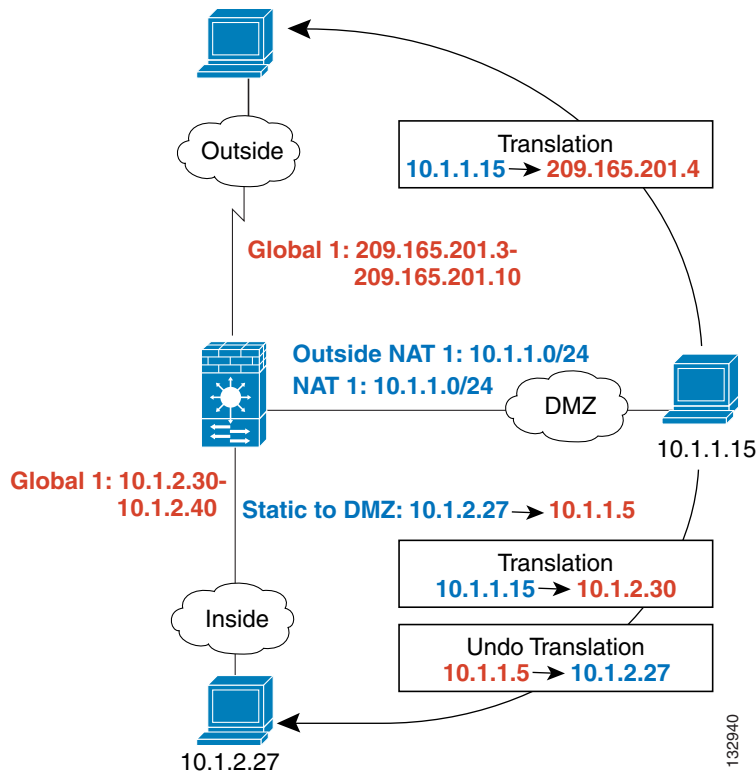 Outside
Translation
10.1.1.15 → 209.165.201.4
Global 1: 209.165.201.3-
209.165.201.10
Outside NAT 1: 10.1.1.0/24
NAT 1: 10.1.1.0/24
DMZ
10.1.1.15
Global 1: 10.1.2.30-
10.1.2.40
Static to DMZ: 10.1.2.27 → 10.1.1.5
Translation
10.1.1.15 → 10.1.2.30
Inside
Undo Translation
10.1.1.5 → 10.1.2.27
10.1.2.27
132940